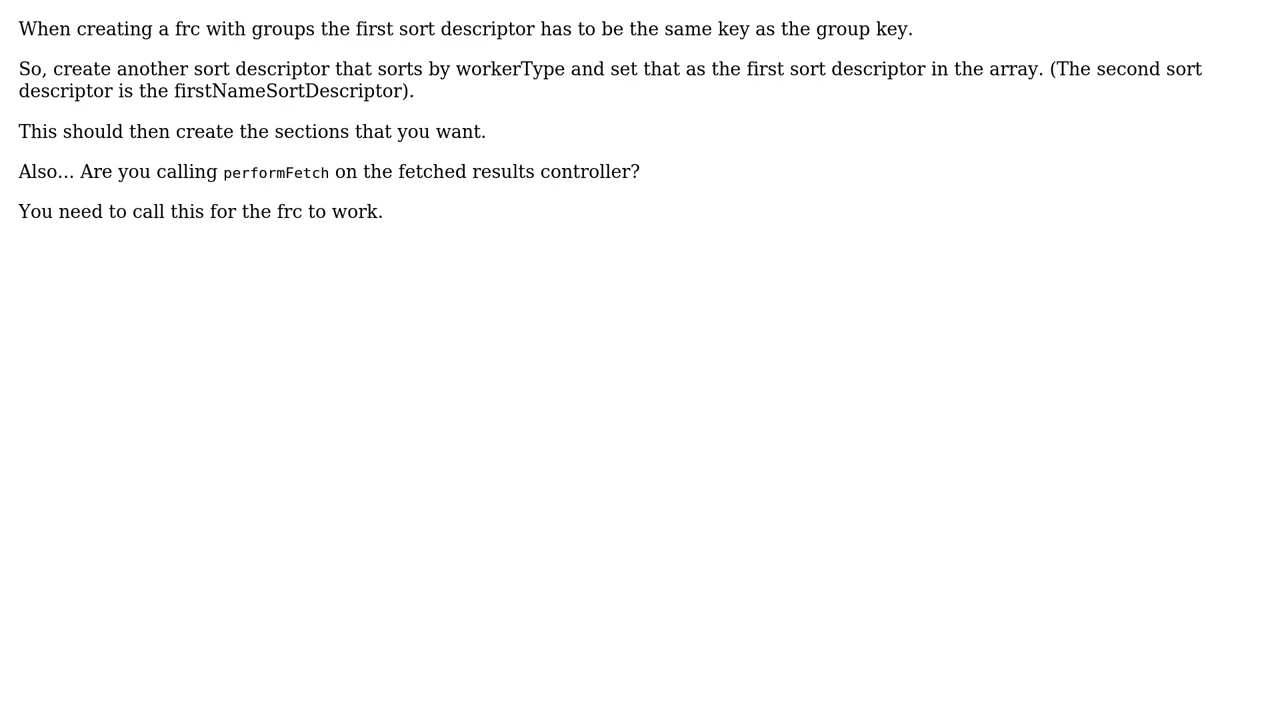 When creating a frc with groups the first sort descriptor has to be the same key as the group key.
So, create another sort descriptor that sorts by workerType and set that as the first sort descriptor in the array. (The second sort
descriptor is the firstNameSortDescriptor).
This should then create the sections that you want.
Also... Are you calling performFetch on the fetched results controller?
You need to call this for the frc to work.